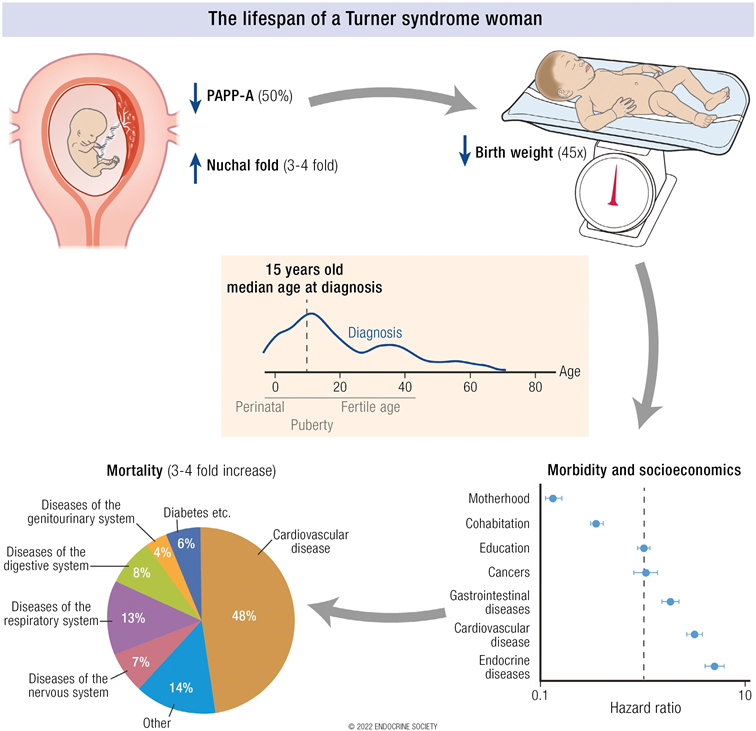 The lifespan of a Turner syndrome woman
PAPP-A (50%)
Nuchal fold (3-4 fold)
Birth weight (45x)
15 years old
median age at diagnosis
Diagnosis
Age
0
20
40
60
80
Perinatal
Fertile age
Puberty
Mortality (3-4 fold increase)
Diseases of the
genitourinary system
Diabetes etc.
Cardiovascular
disease
Diseases of the
digestive system
Diseases of the
respiratory system
Diseases of the
nervous system
Other
6%
4%
8%
13%
7%
14%
48%
Morbidity and socioeconomics
Motherhood
Cohabitation
Education
Cancers
Gastrointestinal
diseases
Cardiovascular
disease
Endocrine
diseases
0.1
1
10
Hazard ratio
© 2022 ENDOCRINE SOCIETY